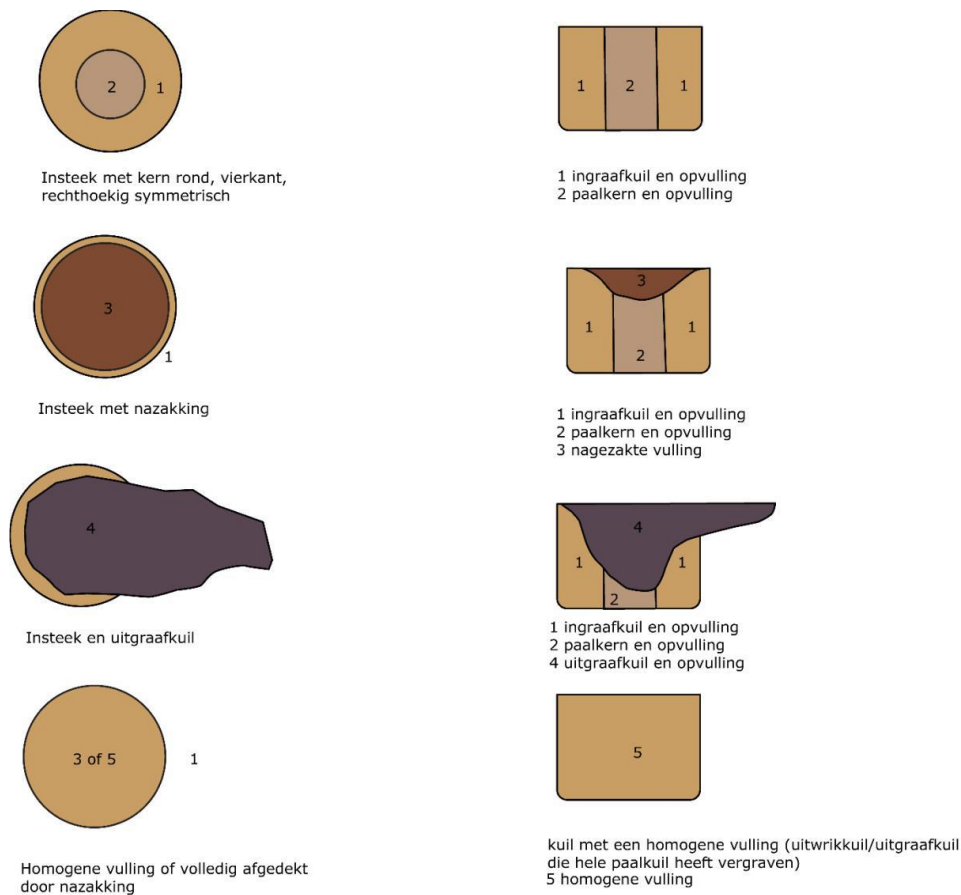 2
1
Insteek met kern rond, vierkant,
rechthoekig symmetrisch
1
2
1
1 ingraafkuil en opvulling
2 paalkern en opvulling
3
1
Insteek met nazakking
3
1
1
2
1 ingraafkuil en opvulling
2 paalkern en opvulling
3 nagezakte vulling
4
Insteek en uitgraafkuil
4
1
1
2
1 ingraafkuil en opvulling
2 paalkern en opvulling
4 uitgraafkuil en opvulling
3 of 5
1
Homogene vulling of volledig afgedekt
door nazakking
5
kuil met een homogene vulling (uitwrikkuil/uitgraafkuil
die hele paalkuil heeft vergraven)
5 homogene vulling